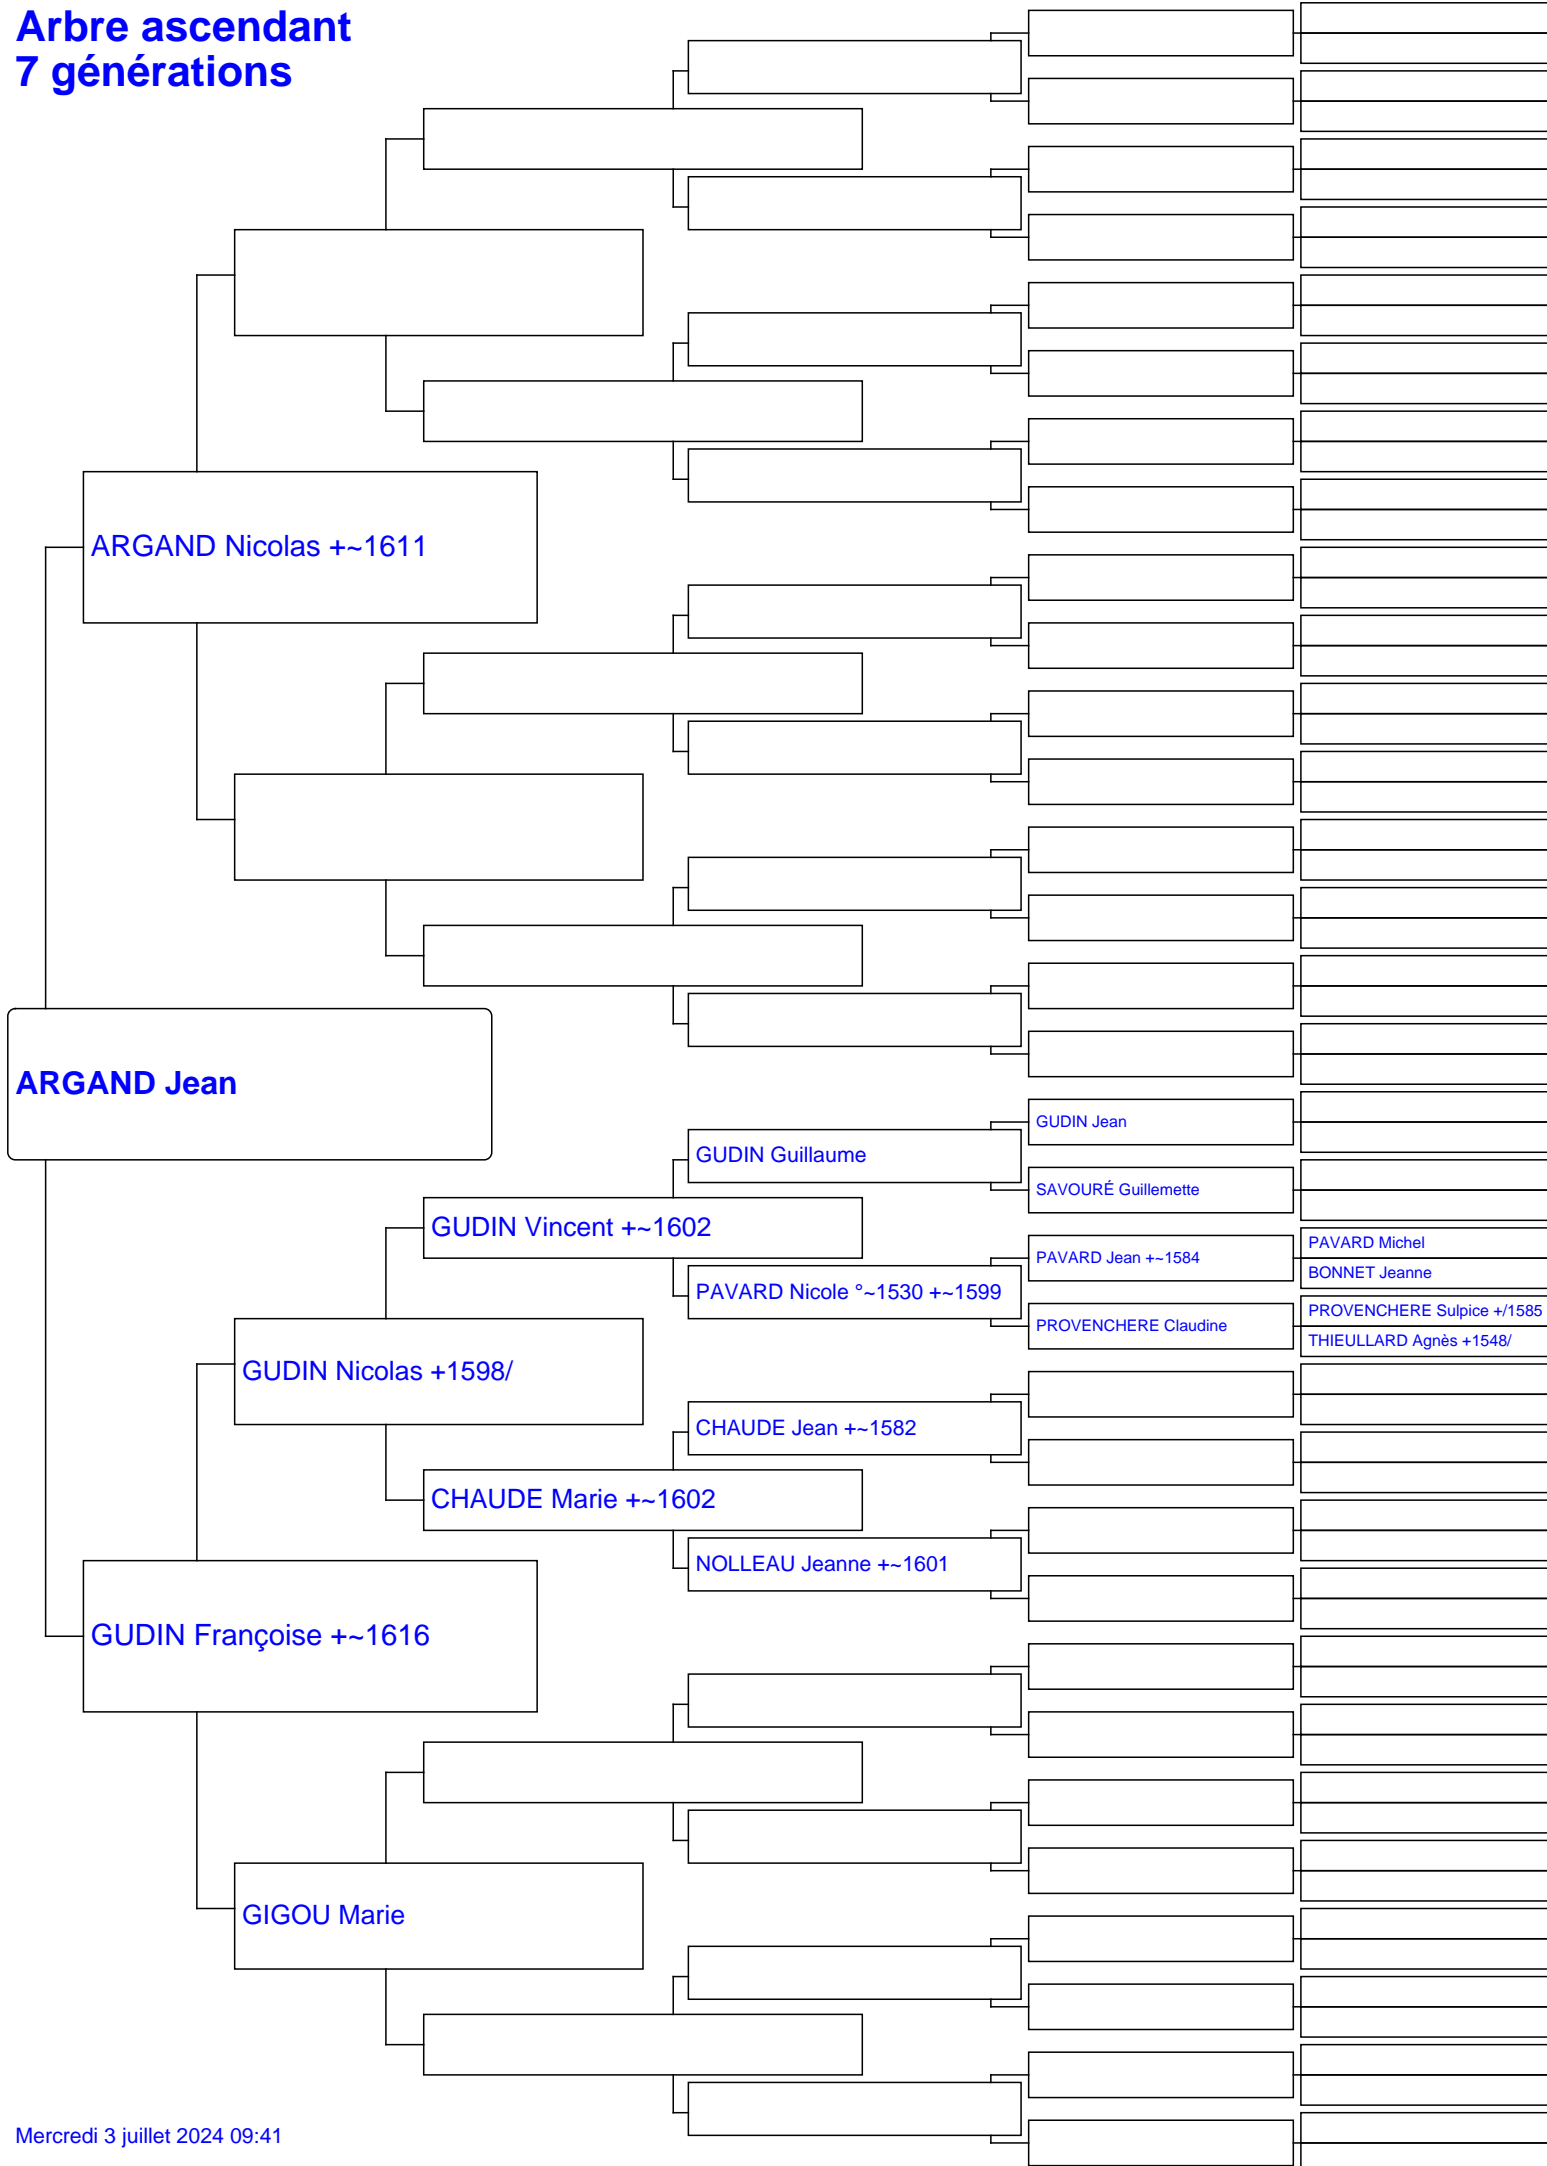 Arbre ascendant
7 générations
ARGAND Nicolas +~1611
ARGAND Jean
GUDIN Jean
GUDIN Guillaume
SAVOURÉ Guillemette
GUDIN Vincent +~1602
PAVARD Michel
PAVARD Jean +~1584
BONNET Jeanne
PAVARD Nicole °~1530 +~1599
PROVENCHERE Sulpice +/1585
PROVENCHERE Claudine
THIEULLARD Agnès +1548/
GUDIN Nicolas +1598/
CHAUDE Jean +~1582
CHAUDE Marie +~1602
NOLLEAU Jeanne +~1601
GUDIN Françoise +~1616
GIGOU Marie
Mercredi 3 juillet 2024 09:41